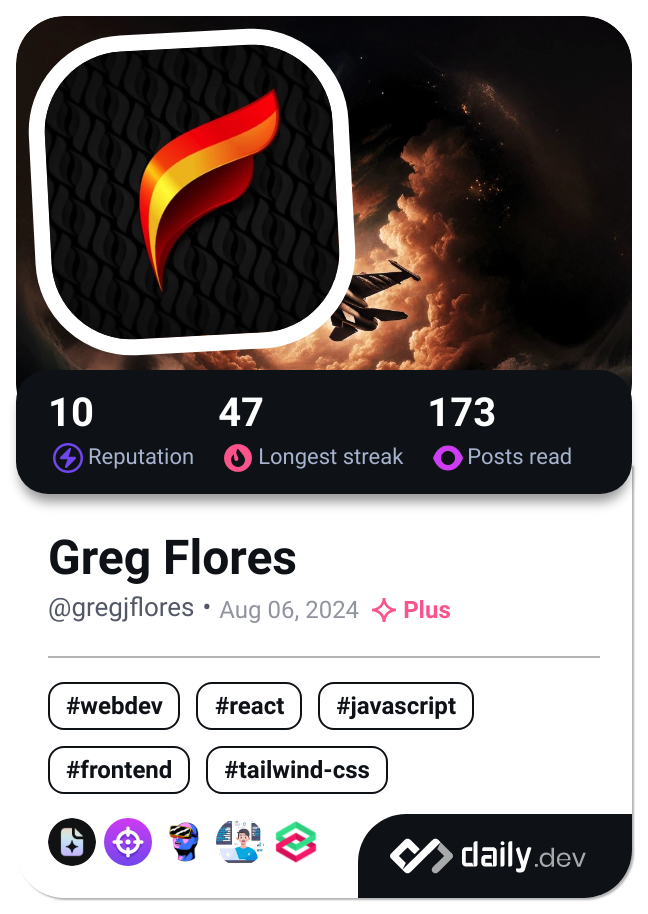 10 47 173
Reputation Longest streak Posts read
Greg Flores
@gregjflores • Aug 06, 2024 Plus
#webdev #react #javascript
#frontend #tailwind-css
daily.dev